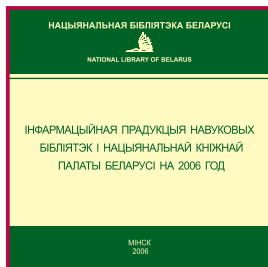 НАЦЫЯНАЛЬНАЯ БІБЛІЯТЭКА БЕЛАРУСІ
NATIONAL LIBRARY OF BELARUS
ІНФАРМАЦЫЙНАЯ ПРАДУКЦЫЯ НАВУКОВЫХ
БІБЛІЯТЭК І НАЦЫЯНАЛЬНАЙ КНІЖНАЙ
ПАЛАТЫ БЕЛАРУСІ НА 2006 ГОД
МІНСК
2006